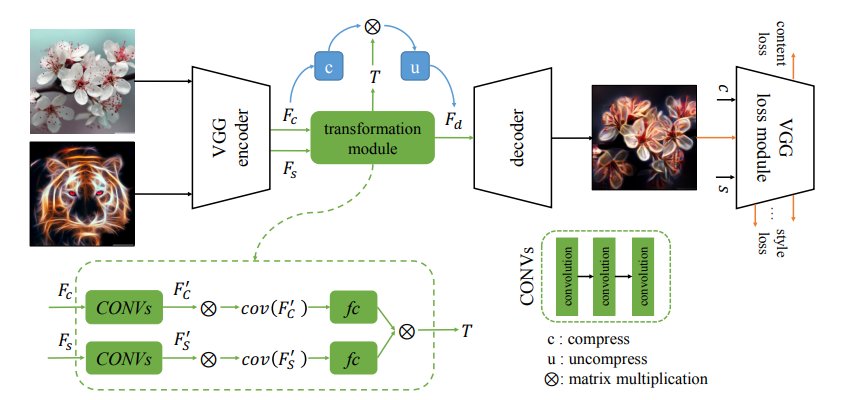 VGG
encoder
F_c
F_s
c
⊗
u
T
transformation
module
F_d
decoder
content
loss
c
VGG
loss module
s
...
style
loss
F_c
CONVs
F'_C
⊗
cov(F'_C)
fc
F_s
CONVs
F'_S
⊗
cov(F'_S)
fc
⊗
T
CONVs
convolution
convolution
convolution
c : compress
u : uncompress
⊗: matrix multiplication